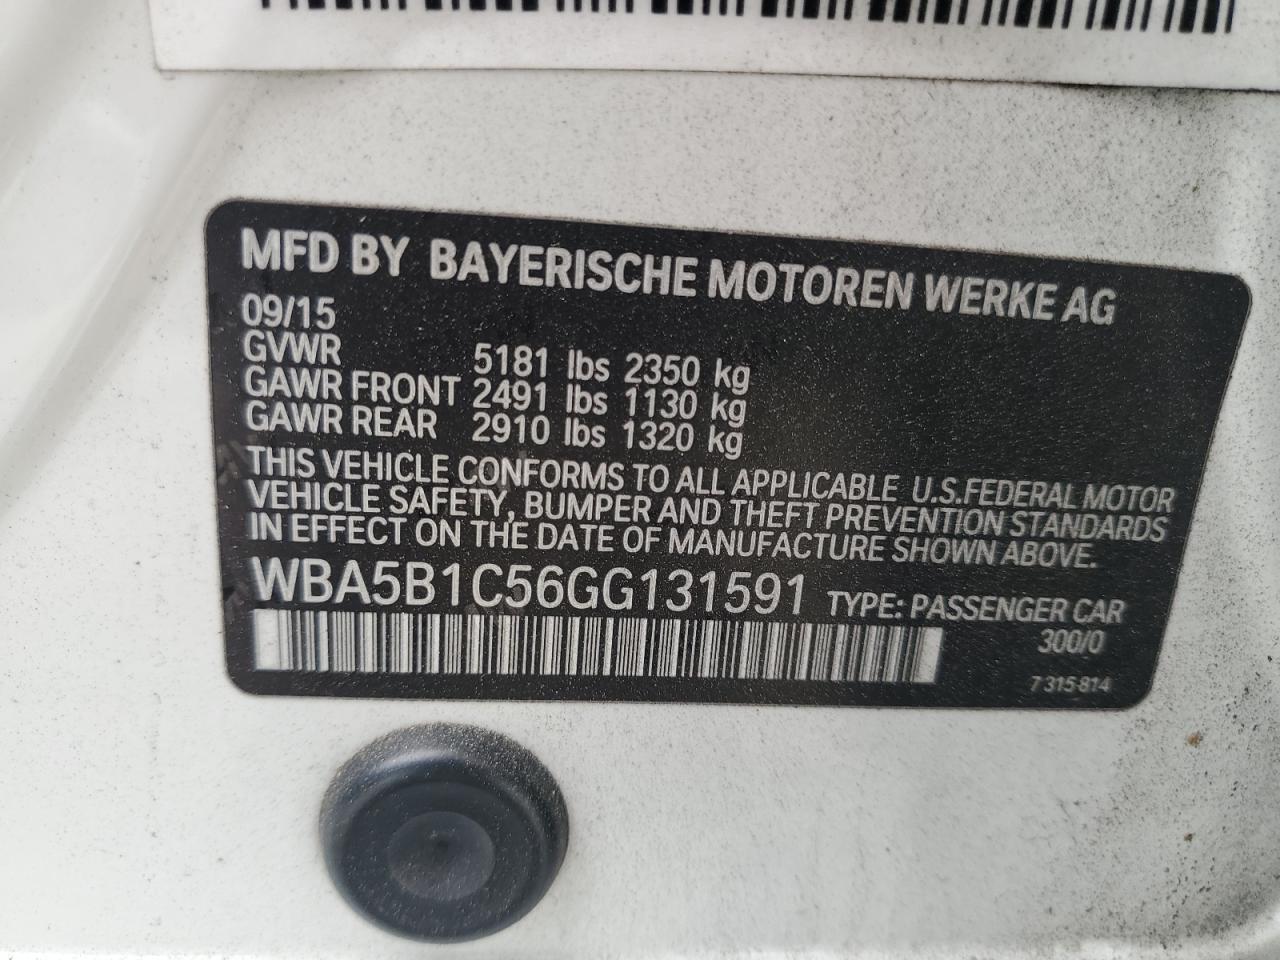 MFD BY BAYERISCHE MOTOREN WERKE AG
09/15
GVWR 5181 lbs 2350 kg
GAWR FRONT 2491 lbs 1130 kg
GAWR REAR 2910 lbs 1320 kg
THIS VEHICLE CONFORMS TO ALL APPLICABLE U.S.FEDERAL MOTOR
VEHICLE SAFETY, BUMPER AND THEFT PREVENTION STANDARDS
IN EFFECT ON THE DATE OF MANUFACTURE SHOWN ABOVE.
WBA5B1C56GG131591 TYPE: PASSENGER CAR
300/0
7 315-814